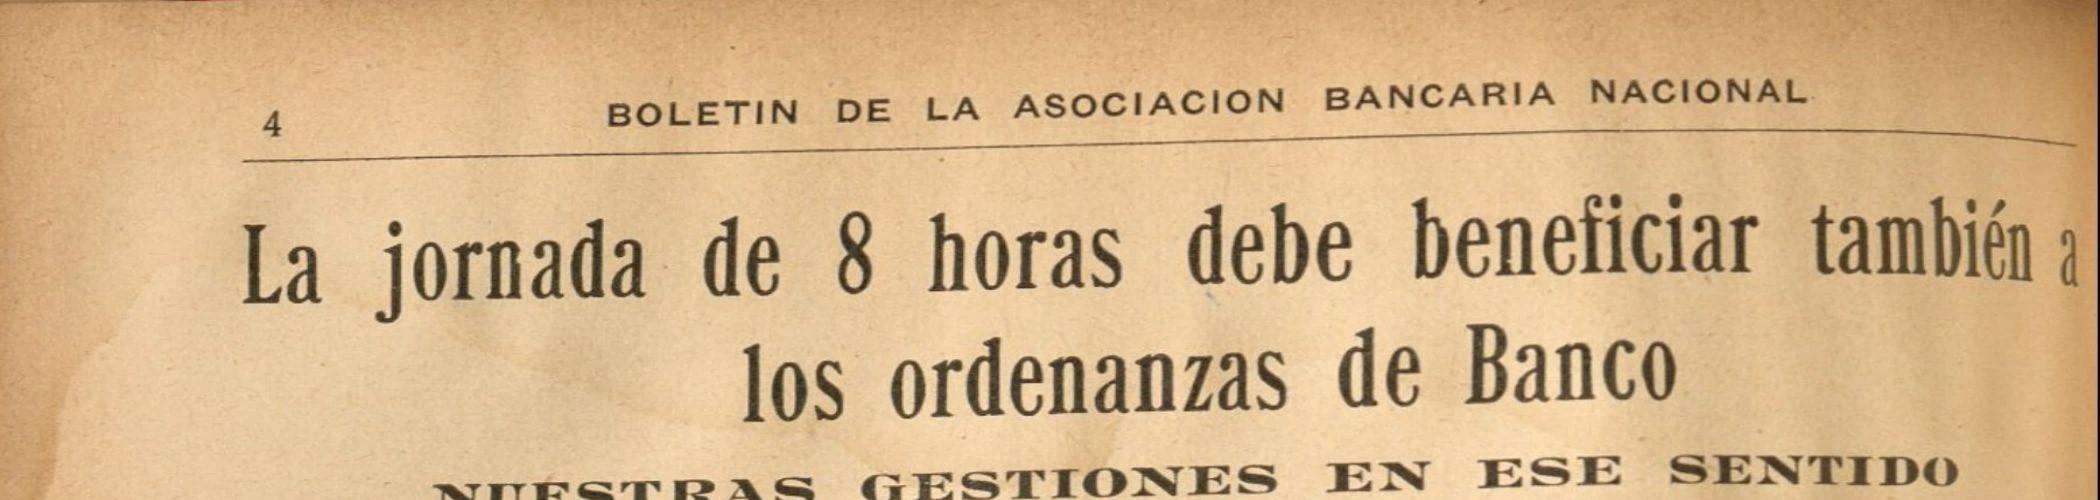 4 BOLETIN DE LA ASOCIACION BANCARIA NACIONAL
La jornada de 8 horas debe beneficiar también a
los ordenanzas de Banco
NUESTRAS GESTIONES EN ESE SENTIDO